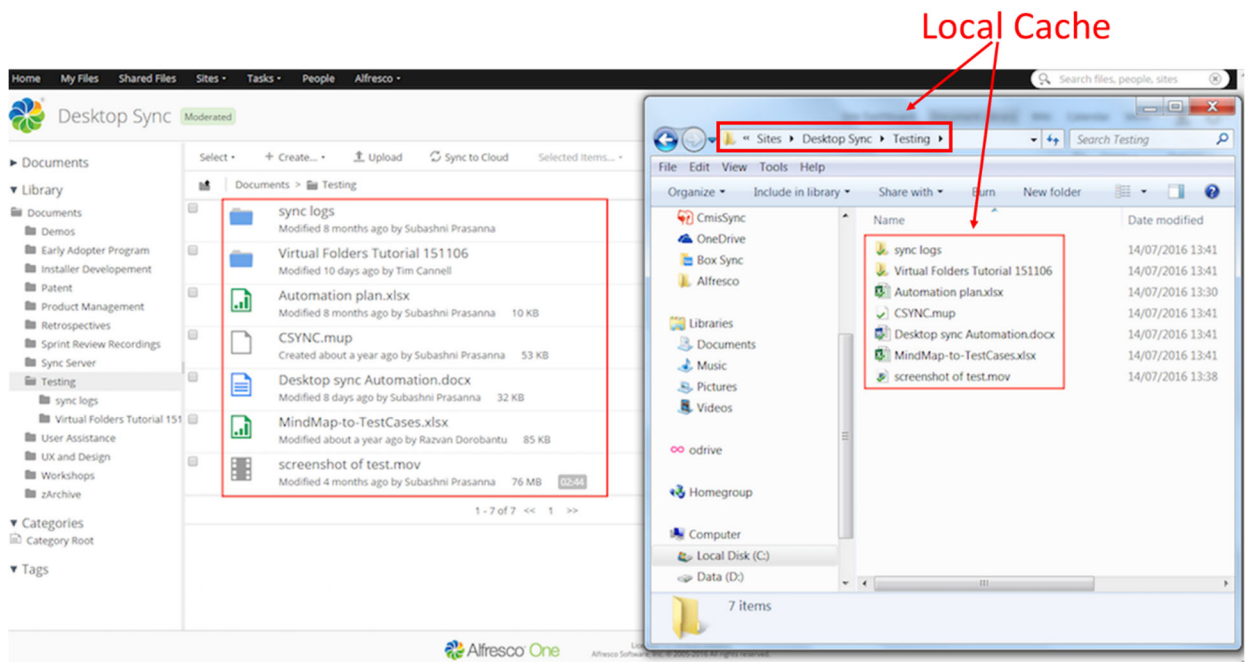 Local Cache
Home My Files Shared Files Sites Tasks People Alfresco Search files, people, sites
Desktop Sync Moderated
Documents
Library
Documents
Demos
Early Adopter Program
Installer Developement
Patent
Product Management
Retrospectives
Sprint Review Recordings
Sync Server
Testing
sync logs
Virtual Folders Tutorial 151
User Assistance
UX and Design
Workshops
zArchive
Categories
Category Root
Tags
Select + Create... Upload Sync to Cloud Selected Items...
Documents > Testing
sync logs
Modified 8 months ago by Subashni Prasanna
Virtual Folders Tutorial 151106
Modified 10 days ago by Tim Cannell
Automation plan.xlsx
Modified 8 months ago by Subashni Prasanna 10 KB
CSYNC.mup
Created about a year ago by Subashni Prasanna 53 KB
Desktop sync Automation.docx
Modified 8 days ago by Subashni Prasanna 32 KB
MindMap-to-TestCases.xlsx
Modified about a year ago by Razvan Dorobantu 85 KB
screenshot of test.mov
Modified 4 months ago by Subashni Prasanna 76 MB 02:44
1 - 7 of 7 << 1 >>
« Sites Desktop Sync Testing Search Testing
File Edit View Tools Help
Organize Include in library Share with Burn New folder
CmisSync
OneDrive
Box Sync
Alfresco
Libraries
Documents
Music
Pictures
Videos
odrive
Homegroup
Computer
Local Disk (C:)
Data (D:)
Name Date modified
sync logs 14/07/2016 13:41
Virtual Folders Tutorial 151106 14/07/2016 13:41
Automation plan.xlsx 14/07/2016 13:30
CSYNC.mup 14/07/2016 13:41
Desktop sync Automation.docx 14/07/2016 13:41
MindMap-to-TestCases.xlsx 14/07/2016 13:41
screenshot of test.mov 14/07/2016 13:38
7 items
Alfresco One
Alfresco Software, Inc. © 2005-2016 All rights reserved.